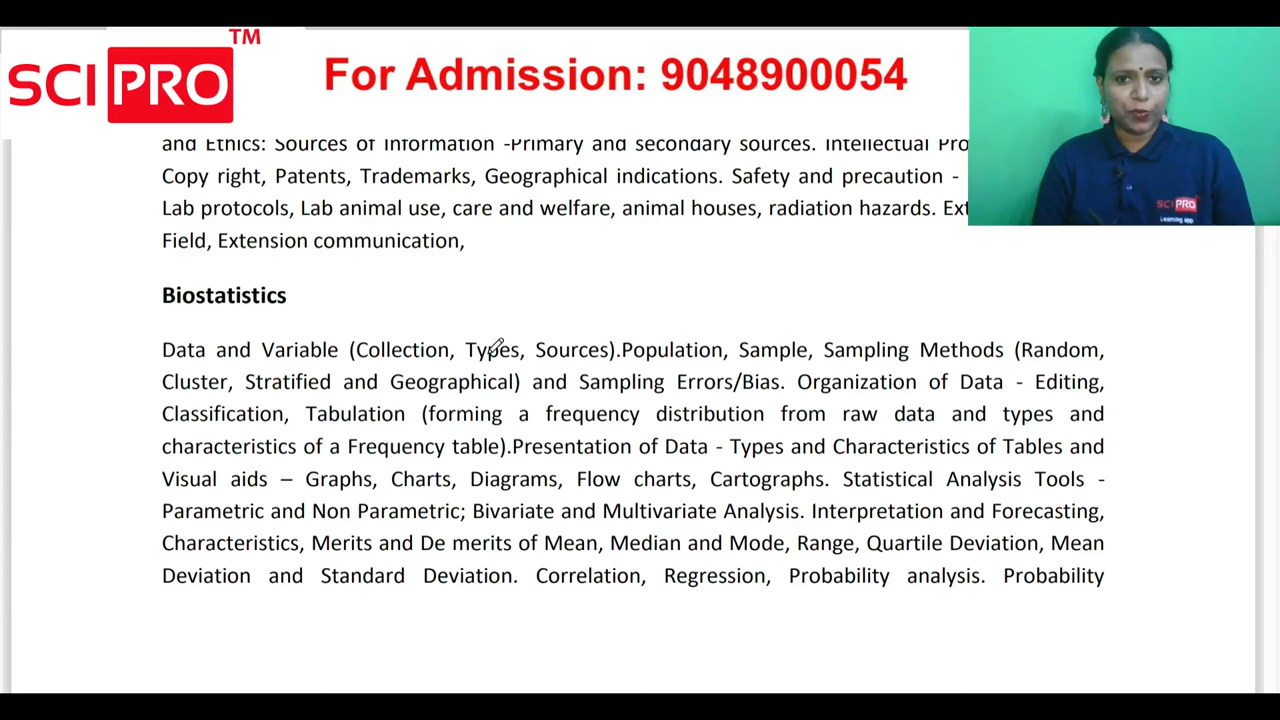 TM
SCI PRO
For Admission: 9048900054
and Ethics: Sources of Information -Primary and secondary sources. Intellectual Pro
Copy right, Patents, Trademarks, Geographical indications. Safety and precaution -
Lab protocols, Lab animal use, care and welfare, animal houses, radiation hazards. Ext
Field, Extension communication,
SCIPRO
Learning app
Biostatistics
Data and Variable (Collection, Types, Sources).Population, Sample, Sampling Methods (Random,
Cluster, Stratified and Geographical) and Sampling Errors/Bias. Organization of Data - Editing,
Classification, Tabulation (forming a frequency distribution from raw data and types and
characteristics of a Frequency table).Presentation of Data - Types and Characteristics of Tables and
Visual aids – Graphs, Charts, Diagrams, Flow charts, Cartographs. Statistical Analysis Tools -
Parametric and Non Parametric; Bivariate and Multivariate Analysis. Interpretation and Forecasting,
Characteristics, Merits and De merits of Mean, Median and Mode, Range, Quartile Deviation, Mean
Deviation and Standard Deviation. Correlation, Regression, Probability analysis. Probability